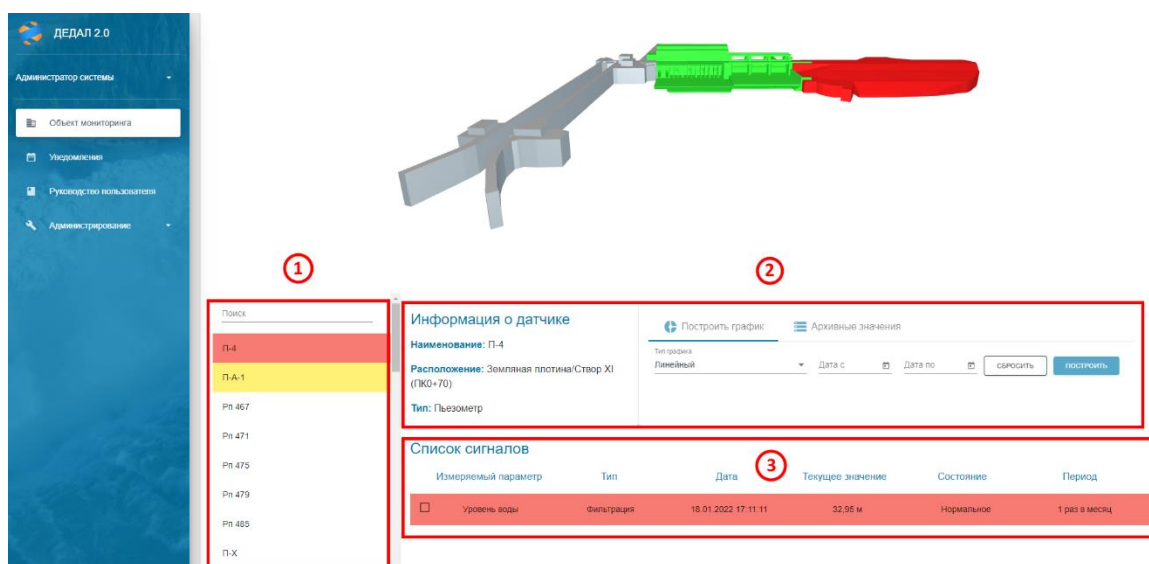 ДЕДАЛ 2.0
Администратор системы
Объект мониторинга
Уведомления
Руководство пользователя
Администрирование
1
2
Поиск
П-4
П-А-1
Рп 467
Рп 471
Рп 475
Рп 479
Рп 485
П-Х
Информация о датчике
Наименование: П-4
Расположение: Земляная плотина/Створ XI
(ПК0+70)
Тип: Пьезометр
Построить график
Архивные значения
Тип графика
Линейный
Дата с
Дата по
СБРОСИТЬ
ПОСТРОИТЬ
Список сигналов
3
Измеряемый параметр Тип Дата Текущее значение Состояние Период
Уровень воды Фильтрация 18.01.2022 17:11:11 32,95 м Нормальное 1 раз в месяц